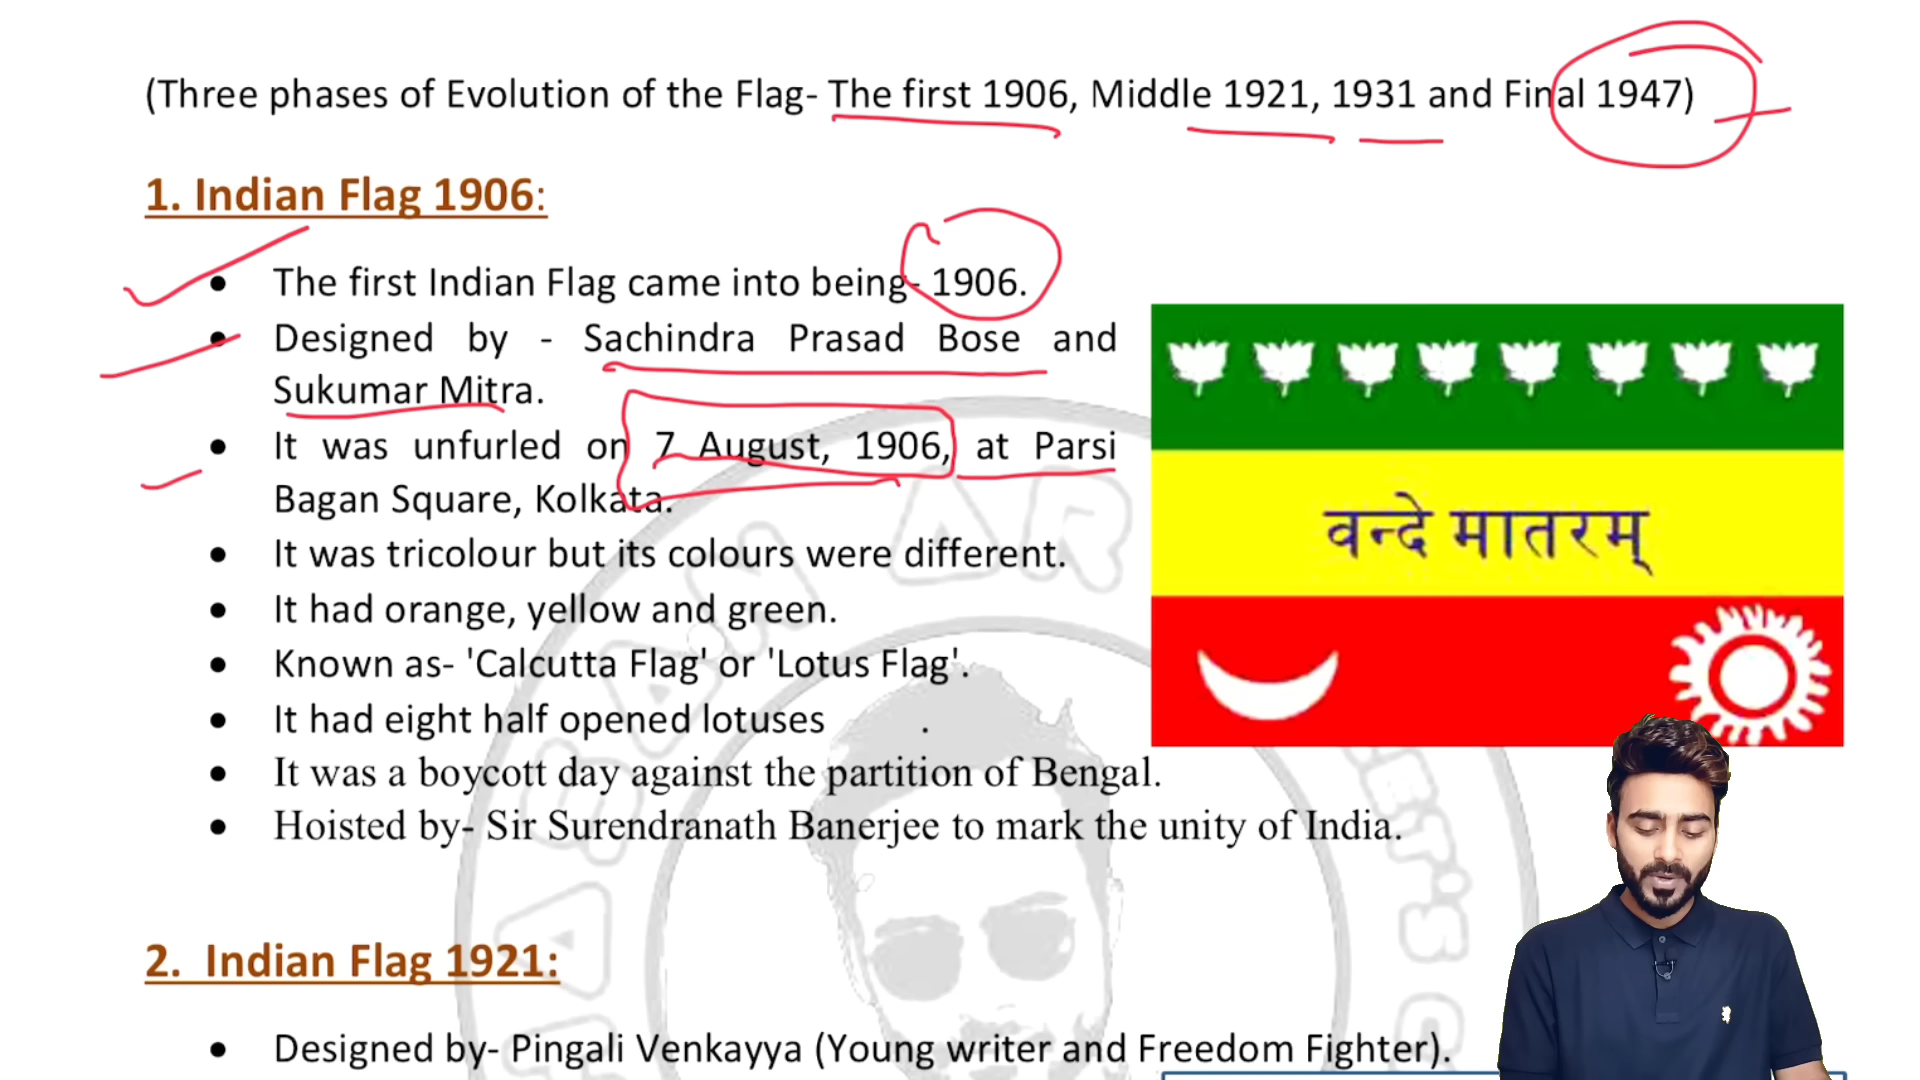 (Three phases of Evolution of the Flag- The first 1906, Middle 1921, 1931 and Final 1947)
1. Indian Flag 1906:
• The first Indian Flag came into being- 1906.
• Designed by - Sachindra Prasad Bose and
Sukumar Mitra.
• It was unfurled on 7 August, 1906, at Parsi
Bagan Square, Kolkata.
• It was tricolour but its colours were different.
• It had orange, yellow and green.
• Known as- 'Calcutta Flag' or 'Lotus Flag'.
• It had eight half opened lotuses .
• It was a boycott day against the partition of Bengal.
• Hoisted by- Sir Surendranath Banerjee to mark the unity of India.
वन्दे मातरम्
2. Indian Flag 1921:
• Designed by- Pingali Venkayya (Young writer and Freedom Fighter).